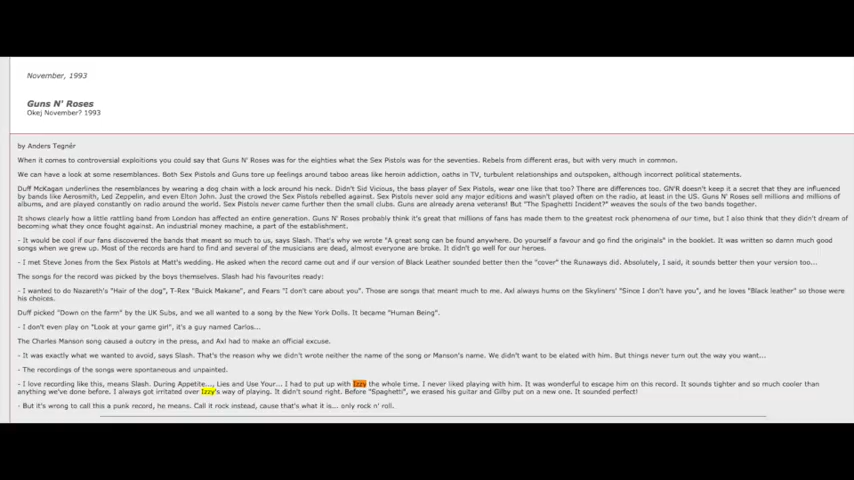 November, 1993
Guns N' Roses
Okej November? 1993
by Anders Tegnér
When it comes to controversial exploitions you could say that Guns N' Roses was for the eighties what the Sex Pistols was for the seventies. Rebels from different eras, but with very much in common.
We can have a look at some resemblances. Both Sex Pistols and Guns tore up feelings around taboo areas like heroin addiction, oaths in TV, turbulent relationships and outspoken, although incorrect political statements.
Duff McKagan underlines the resemblances by wearing a dog chain with a lock around his neck. Didn't Sid Vicious, the bass player of Sex Pistols, wear one like that too? There are differences too. GN'R doesn't keep it a secret that they are influenced
by bands like Aerosmith, Led Zeppelin, and even Elton John. Just the crowd the Sex Pistols rebelled against. Sex Pistols never sold any major editions and wasn't played often on the radio, at least in the US. Guns N' Roses sell millions and millions of
albums, and are played constantly on radio around the world. Sex Pistols never came further then the small clubs. Guns are already arena veterans! But "The Spaghetti Incident?" weaves the souls of the two bands together.
It shows clearly how a little rattling band from London has affected an entire generation. Guns N' Roses probably think it's great that millions of fans has made them to the greatest rock phenomena of our time, but I also think that they didn't dream of
becoming what they once fought against. An industrial money machine, a part of the establishment.
- It would be cool if our fans discovered the bands that meant so much to us, says Slash. That's why we wrote "A great song can be found anywhere. Do yourself a favour and go find the originals" in the booklet. It was written so damn much good
songs when we grew up. Most of the records are hard to find and several of the musicians are dead, almost everyone are broke. It didn't go well for our heroes.
- I met Steve Jones from the Sex Pistols at Matt's wedding. He asked when the record came out and if our version of Black Leather sounded better then the "cover" the Runaways did. Absolutely, I said, it sounds better then your version too...
The songs for the record was picked by the boys themselves. Slash had his favourites ready:
- I wanted to do Nazareth's "Hair of the dog", T-Rex "Buick Makane", and Fears "I don't care about you". Those are songs that meant much to me. Axl always hums on the Skyliners' "Since I don't have you", and he loves "Black leather" so those were
his choices.
Duff picked "Down on the farm" by the UK Subs, and we all wanted to a song by the New York Dolls. It became "Human Being".
- I don't even play on "Look at your game girl", it's a guy named Carlos...
The Charles Manson song caused a outcry in the press, and Axl had to make an official excuse.
- It was exactly what we wanted to avoid, says Slash. That's the reason why we didn't wrote neither the name of the song or Manson's name. We didn't want to be elated with him. But things never turn out the way you want...
- The recordings of the songs were spontaneous and unpainted.
- I love recording like this, means Slash. During Appetite..., Lies and Use Your... I had to put up with Izzy the whole time. I never liked playing with him. It was wonderful to escape him on this record. It sounds tighter and so much cooler than
anything we've done before. I always got irritated over Izzy's way of playing. It didn't sound right. Before "Spaghetti", we erased his guitar and Gilby put on a new one. It sounded perfect!
- But it's wrong to call this a punk record, he means. Call it rock instead, cause that's what it is... only rock n' roll.